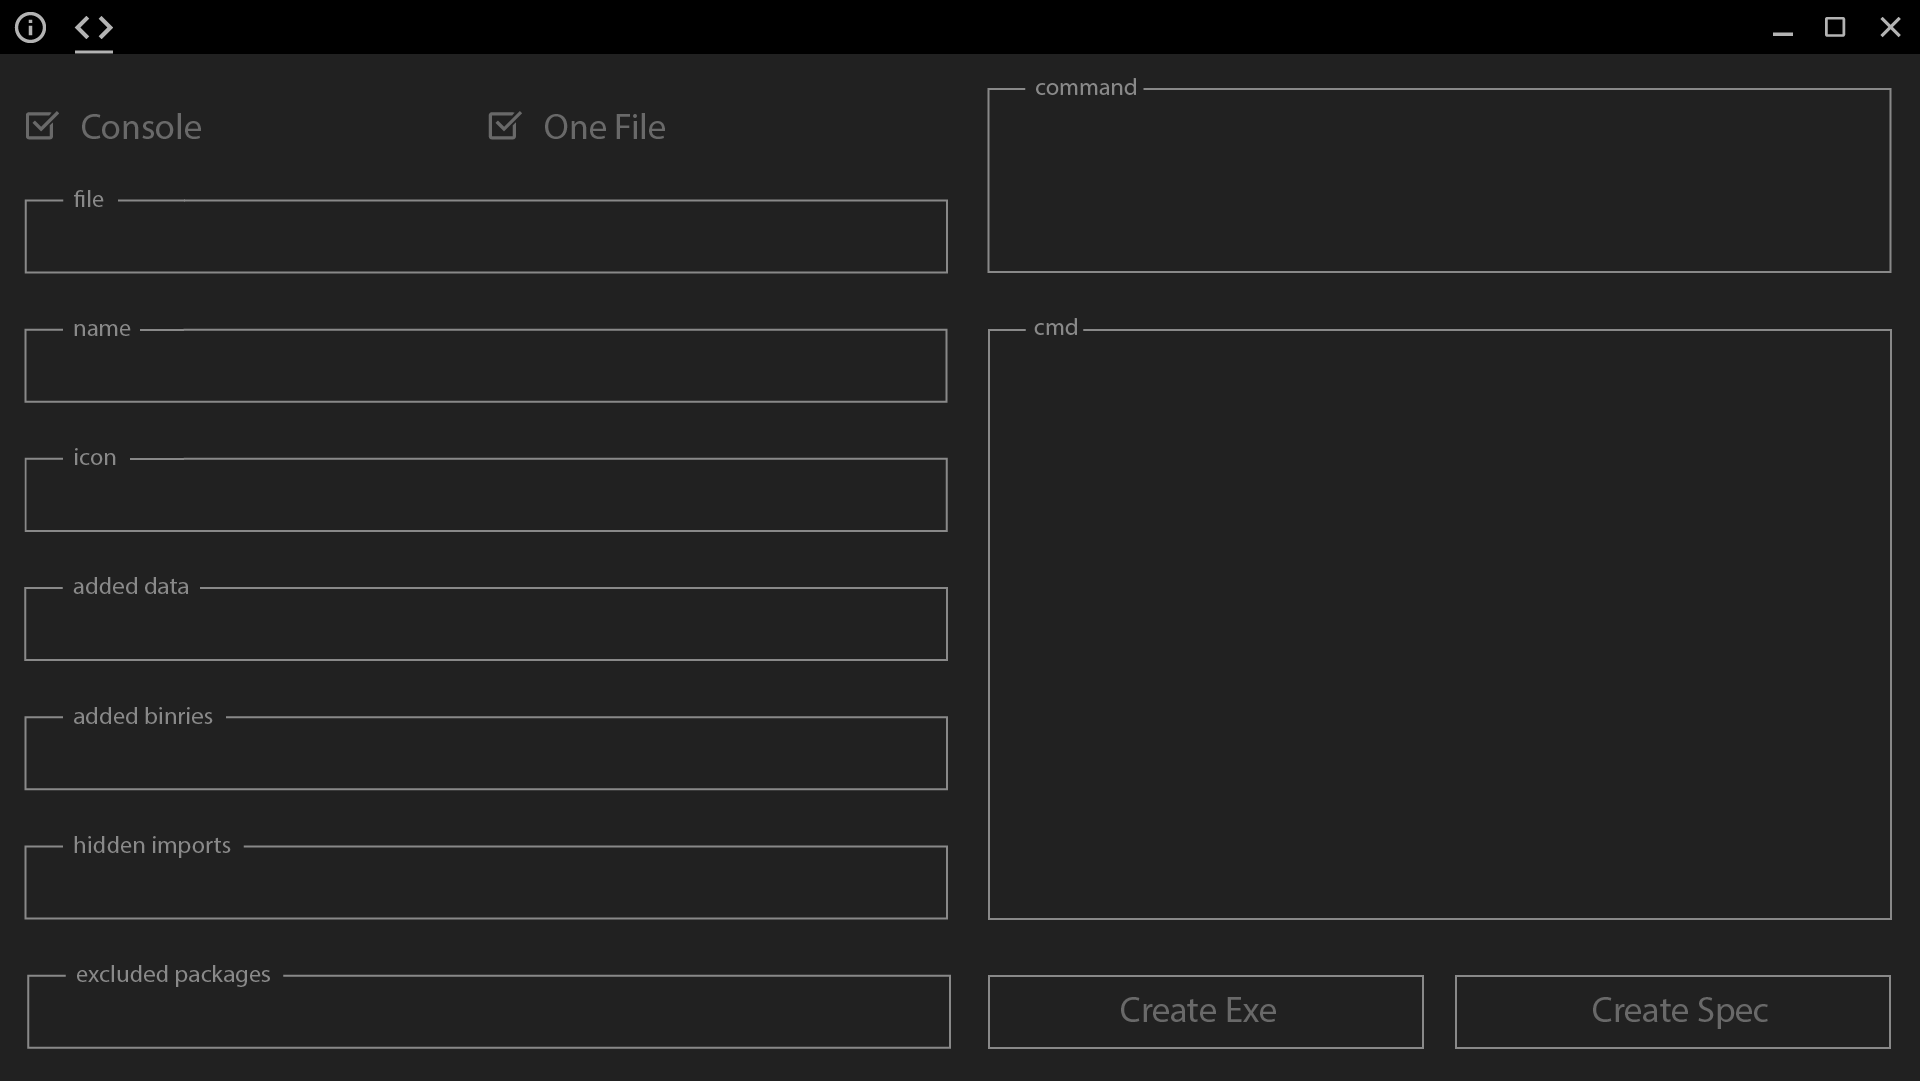 Console
One File
file
name
icon
added data
added binries
hidden imports
excluded packages
command
cmd
Create Exe
Create Spec